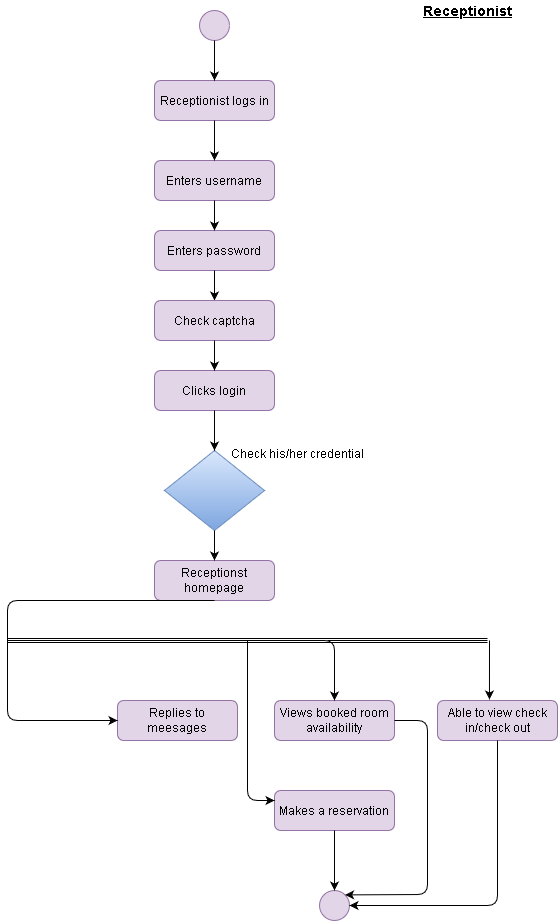 Receptionist
Receptionist logs in
Enters username
Enters password
Check captcha
Clicks login
Check his/her credential
Receptionst
homepage
Replies to
meesages
Views booked room
availability
Able to view check
in/check out
Makes a reservation